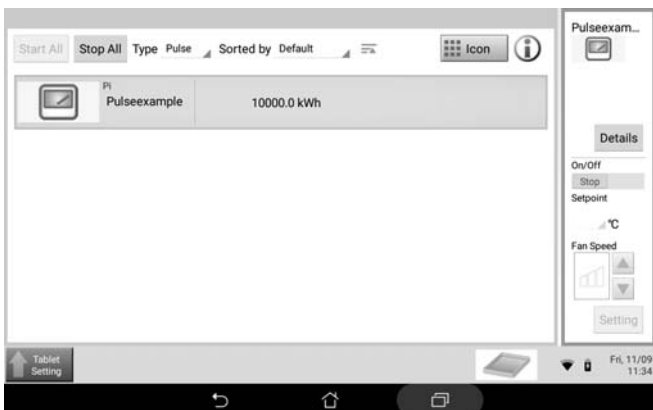 Start All Stop All Type Pulse Sorted by Default Icon
Pi
Pulseexample 10000.0 kWh
Pulseexam...
Details
On/Off
Stop
Setpoint
°C
Fan Speed
Setting
Tablet
Setting
Fri, 11/09
11:34